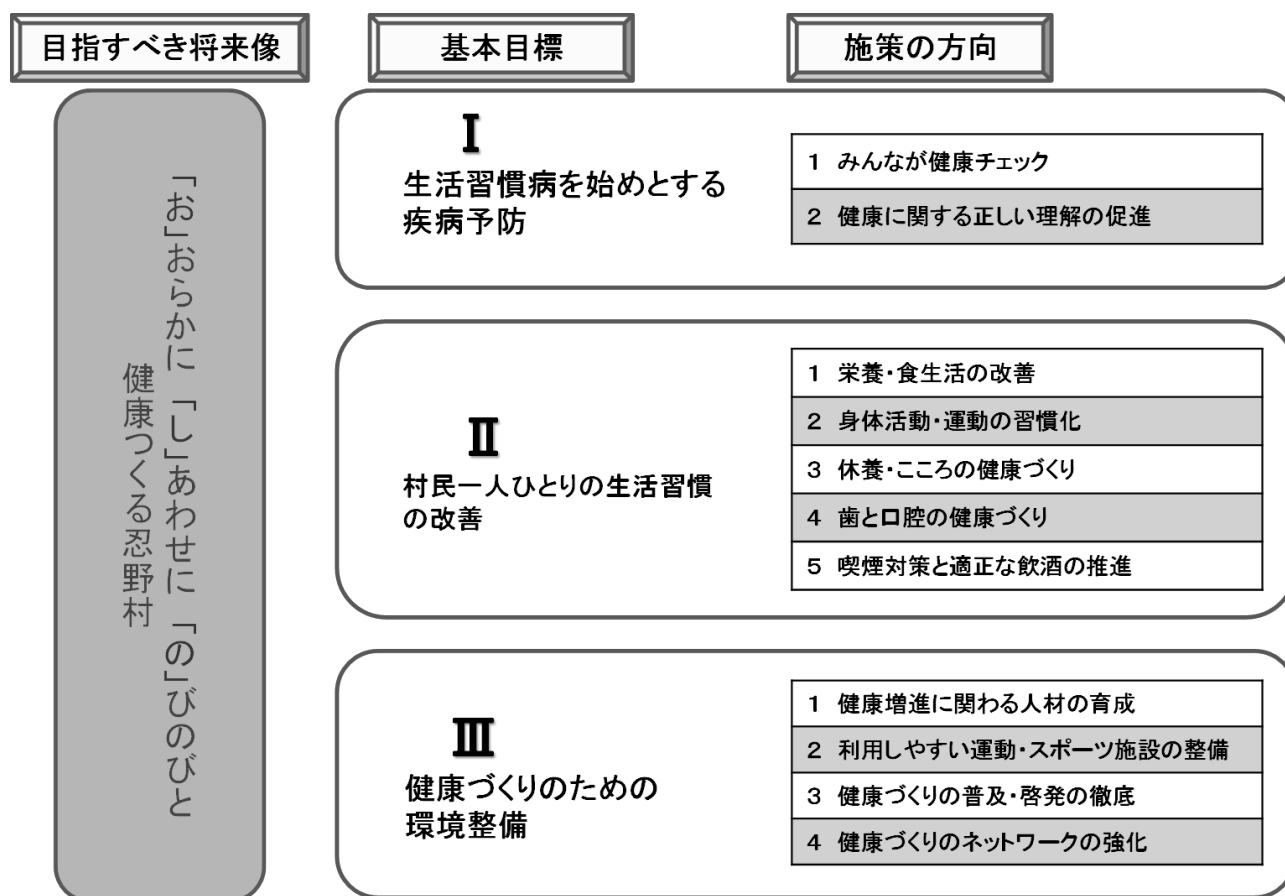 目指すべき将来像
基本目標
施策の方向
「お」おらかに 「し」あわせに 「の」びのびと
健康つくる忍野村
Ⅰ
生活習慣病を始めとする
疾病予防
1 みんなが健康チェック
2 健康に関する正しい理解の促進
Ⅱ
村民一人ひとりの生活習慣
の改善
1 栄養・食生活の改善
2 身体活動・運動の習慣化
3 休養・こころの健康づくり
4 歯と口腔の健康づくり
5 喫煙対策と適正な飲酒の推進
Ⅲ
健康づくりのための
環境整備
1 健康増進に関わる人材の育成
2 利用しやすい運動・スポーツ施設の整備
3 健康づくりの普及・啓発の徹底
4 健康づくりのネットワークの強化